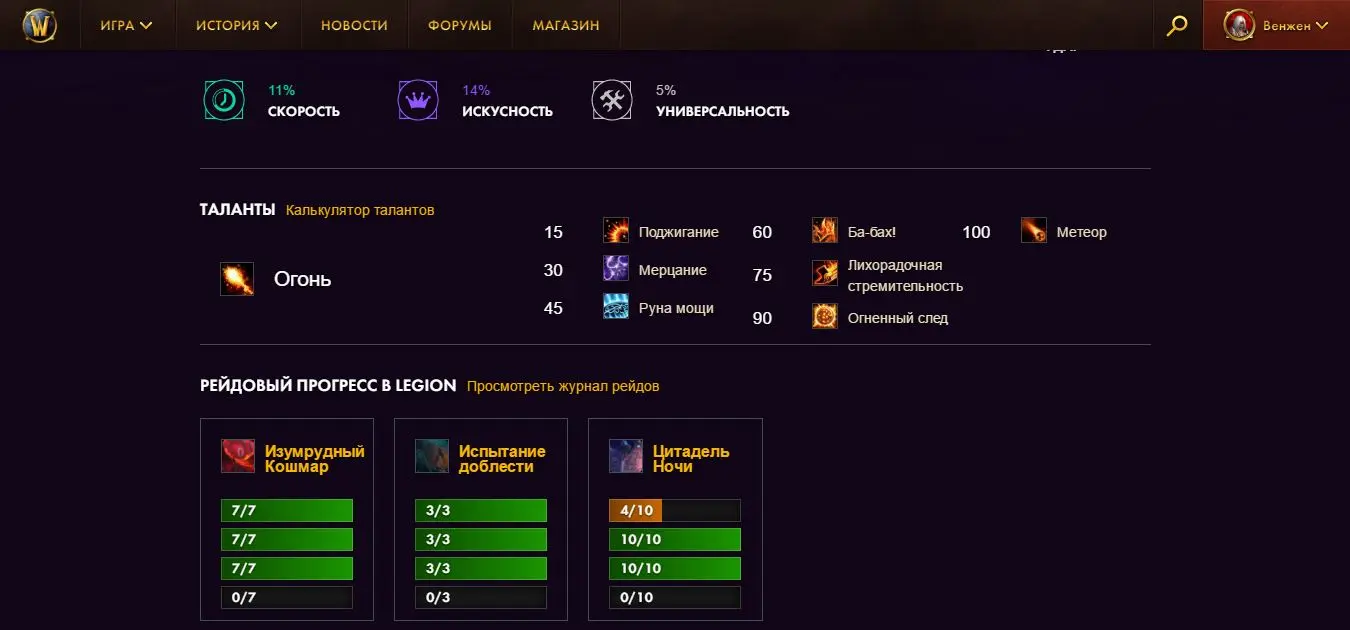 ИГРА
ИСТОРИЯ
НОВОСТИ
ФОРУМЫ
МАГАЗИН
Венжен
11%
СКОРОСТЬ
14%
ИСКУСНОСТЬ
5%
УНИВЕРСАЛЬНОСТЬ
ТАЛАНТЫ Калькулятор талантов
Огонь
15 Поджигание
30 Мерцание
45 Руна мощи
60 Ба-бах!
75 Лихорадочная
стремительность
90 Огненный след
100 Метеор
РЕЙДОВЫЙ ПРОГРЕСС В LEGION Просмотреть журнал рейдов
Изумрудный
Кошмар
7/7
7/7
7/7
0/7
Испытание
доблести
3/3
3/3
3/3
0/3
Цитадель
Ночи
4/10
10/10
10/10
0/10